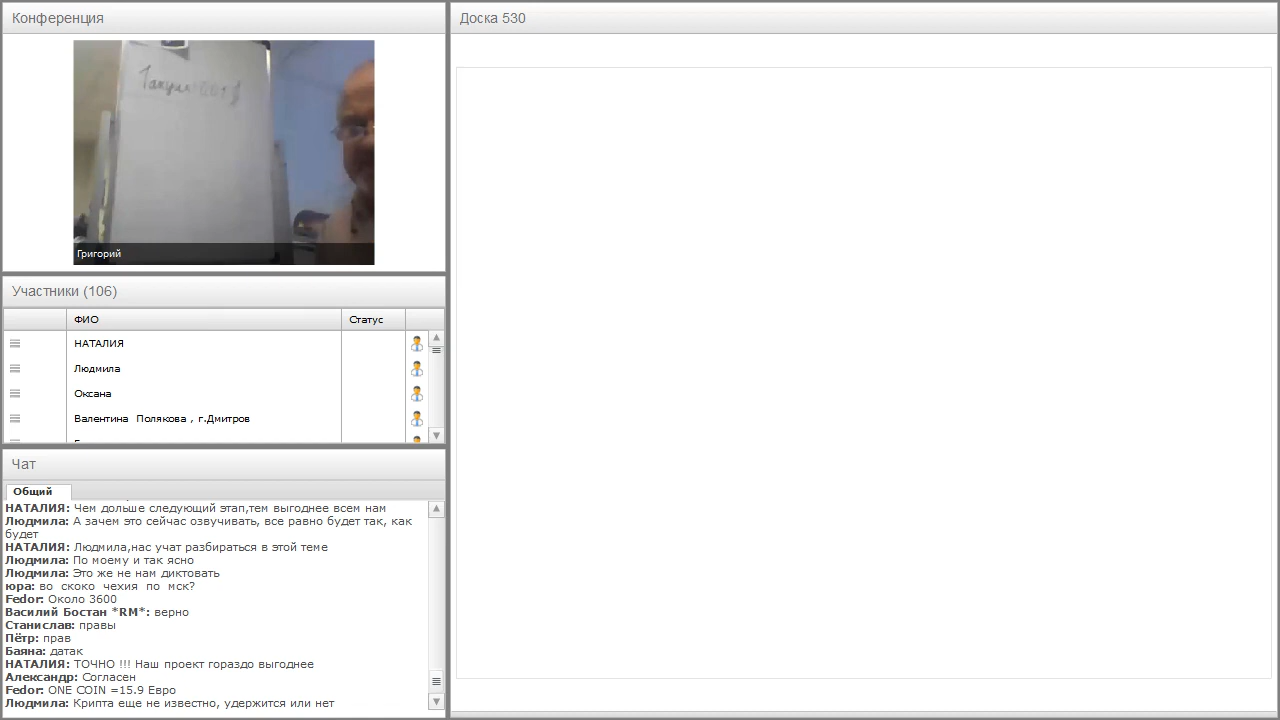 Конференция
Григорий
Участники (106)
ФИО
Статус
НАТАЛИЯ
Людмила
Оксана
Валентина Полякова , г.Дмитров
Чат
Общий
НАТАЛИЯ: Чем дольше следующий этап,тем выгоднее всем нам
Людмила: А зачем это сейчас озвучивать, все равно будет так, как
будет
НАТАЛИЯ: Людмила,нас учат разбираться в этой теме
Людмила: По моему и так ясно
Людмила: Это же не нам диктовать
юра: во скоко чехия по мск?
Fedor: Около 3600
Василий Бостан *RM*: верно
Станислав: правы
Пётр: прав
Баяна: датак
НАТАЛИЯ: ТОЧНО !!! Наш проект гораздо выгоднее
Александр: Согласен
Fedor: ONE COIN =15.9 Евро
Людмила: Крипта еще не известно, удержится или нет
Доска 530